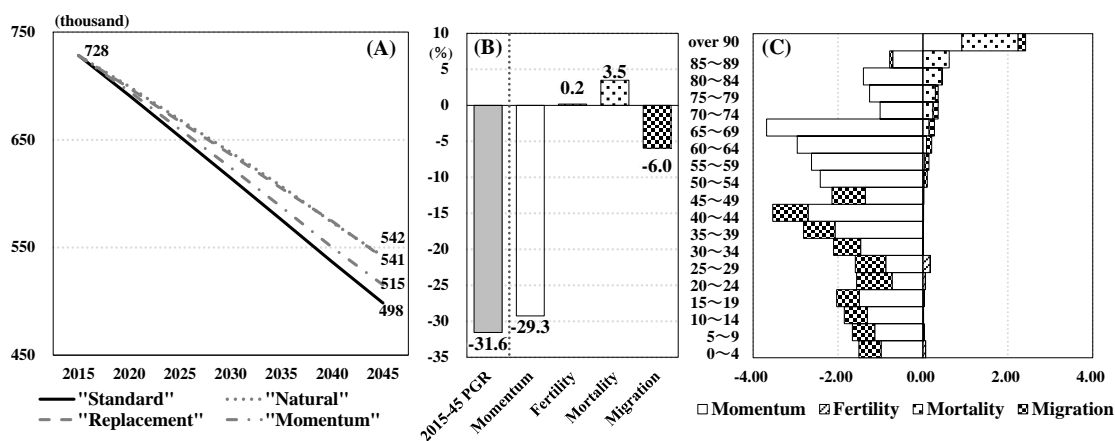 (thousand)
(A)
750
650
550
450
728
542
541
515
498
2015 2020 2025 2030 2035 2040 2045
"Standard" "Natural"
"Replacement" "Momentum"
(B)
(%)
10
5
0
-5
-10
-15
-20
-25
-30
-35
-31.6
-29.3
0.2
3.5
-6.0
2015-45 PGR
Momentum
Fertility
Mortality
Migration
(C)
over 90
85～89
80～84
75～79
70～74
65～69
60～64
55～59
50～54
45～49
40～44
35～39
30～34
25～29
20～24
15～19
10～14
5～9
0～4
-4.00 -2.00 0.00 2.00 4.00
Momentum Fertility Mortality Migration